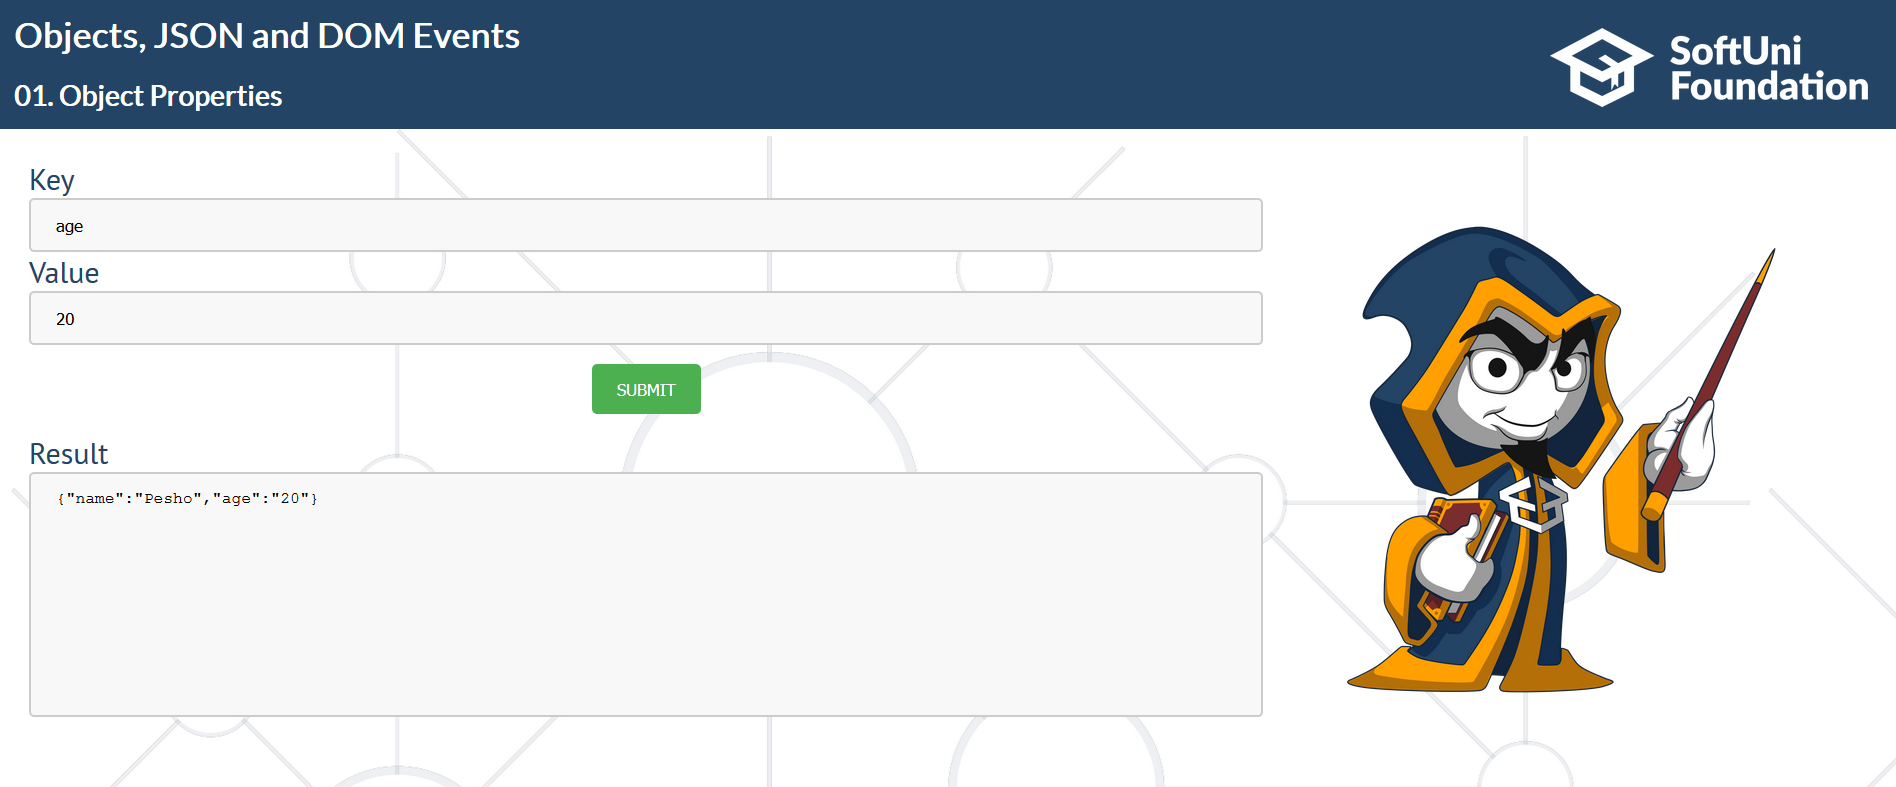 Objects, JSON and DOM Events
01. Object Properties
SoftUni
Foundation
Key
age
Value
20
SUBMIT
Result
{"name":"Pesho","age":"20"}